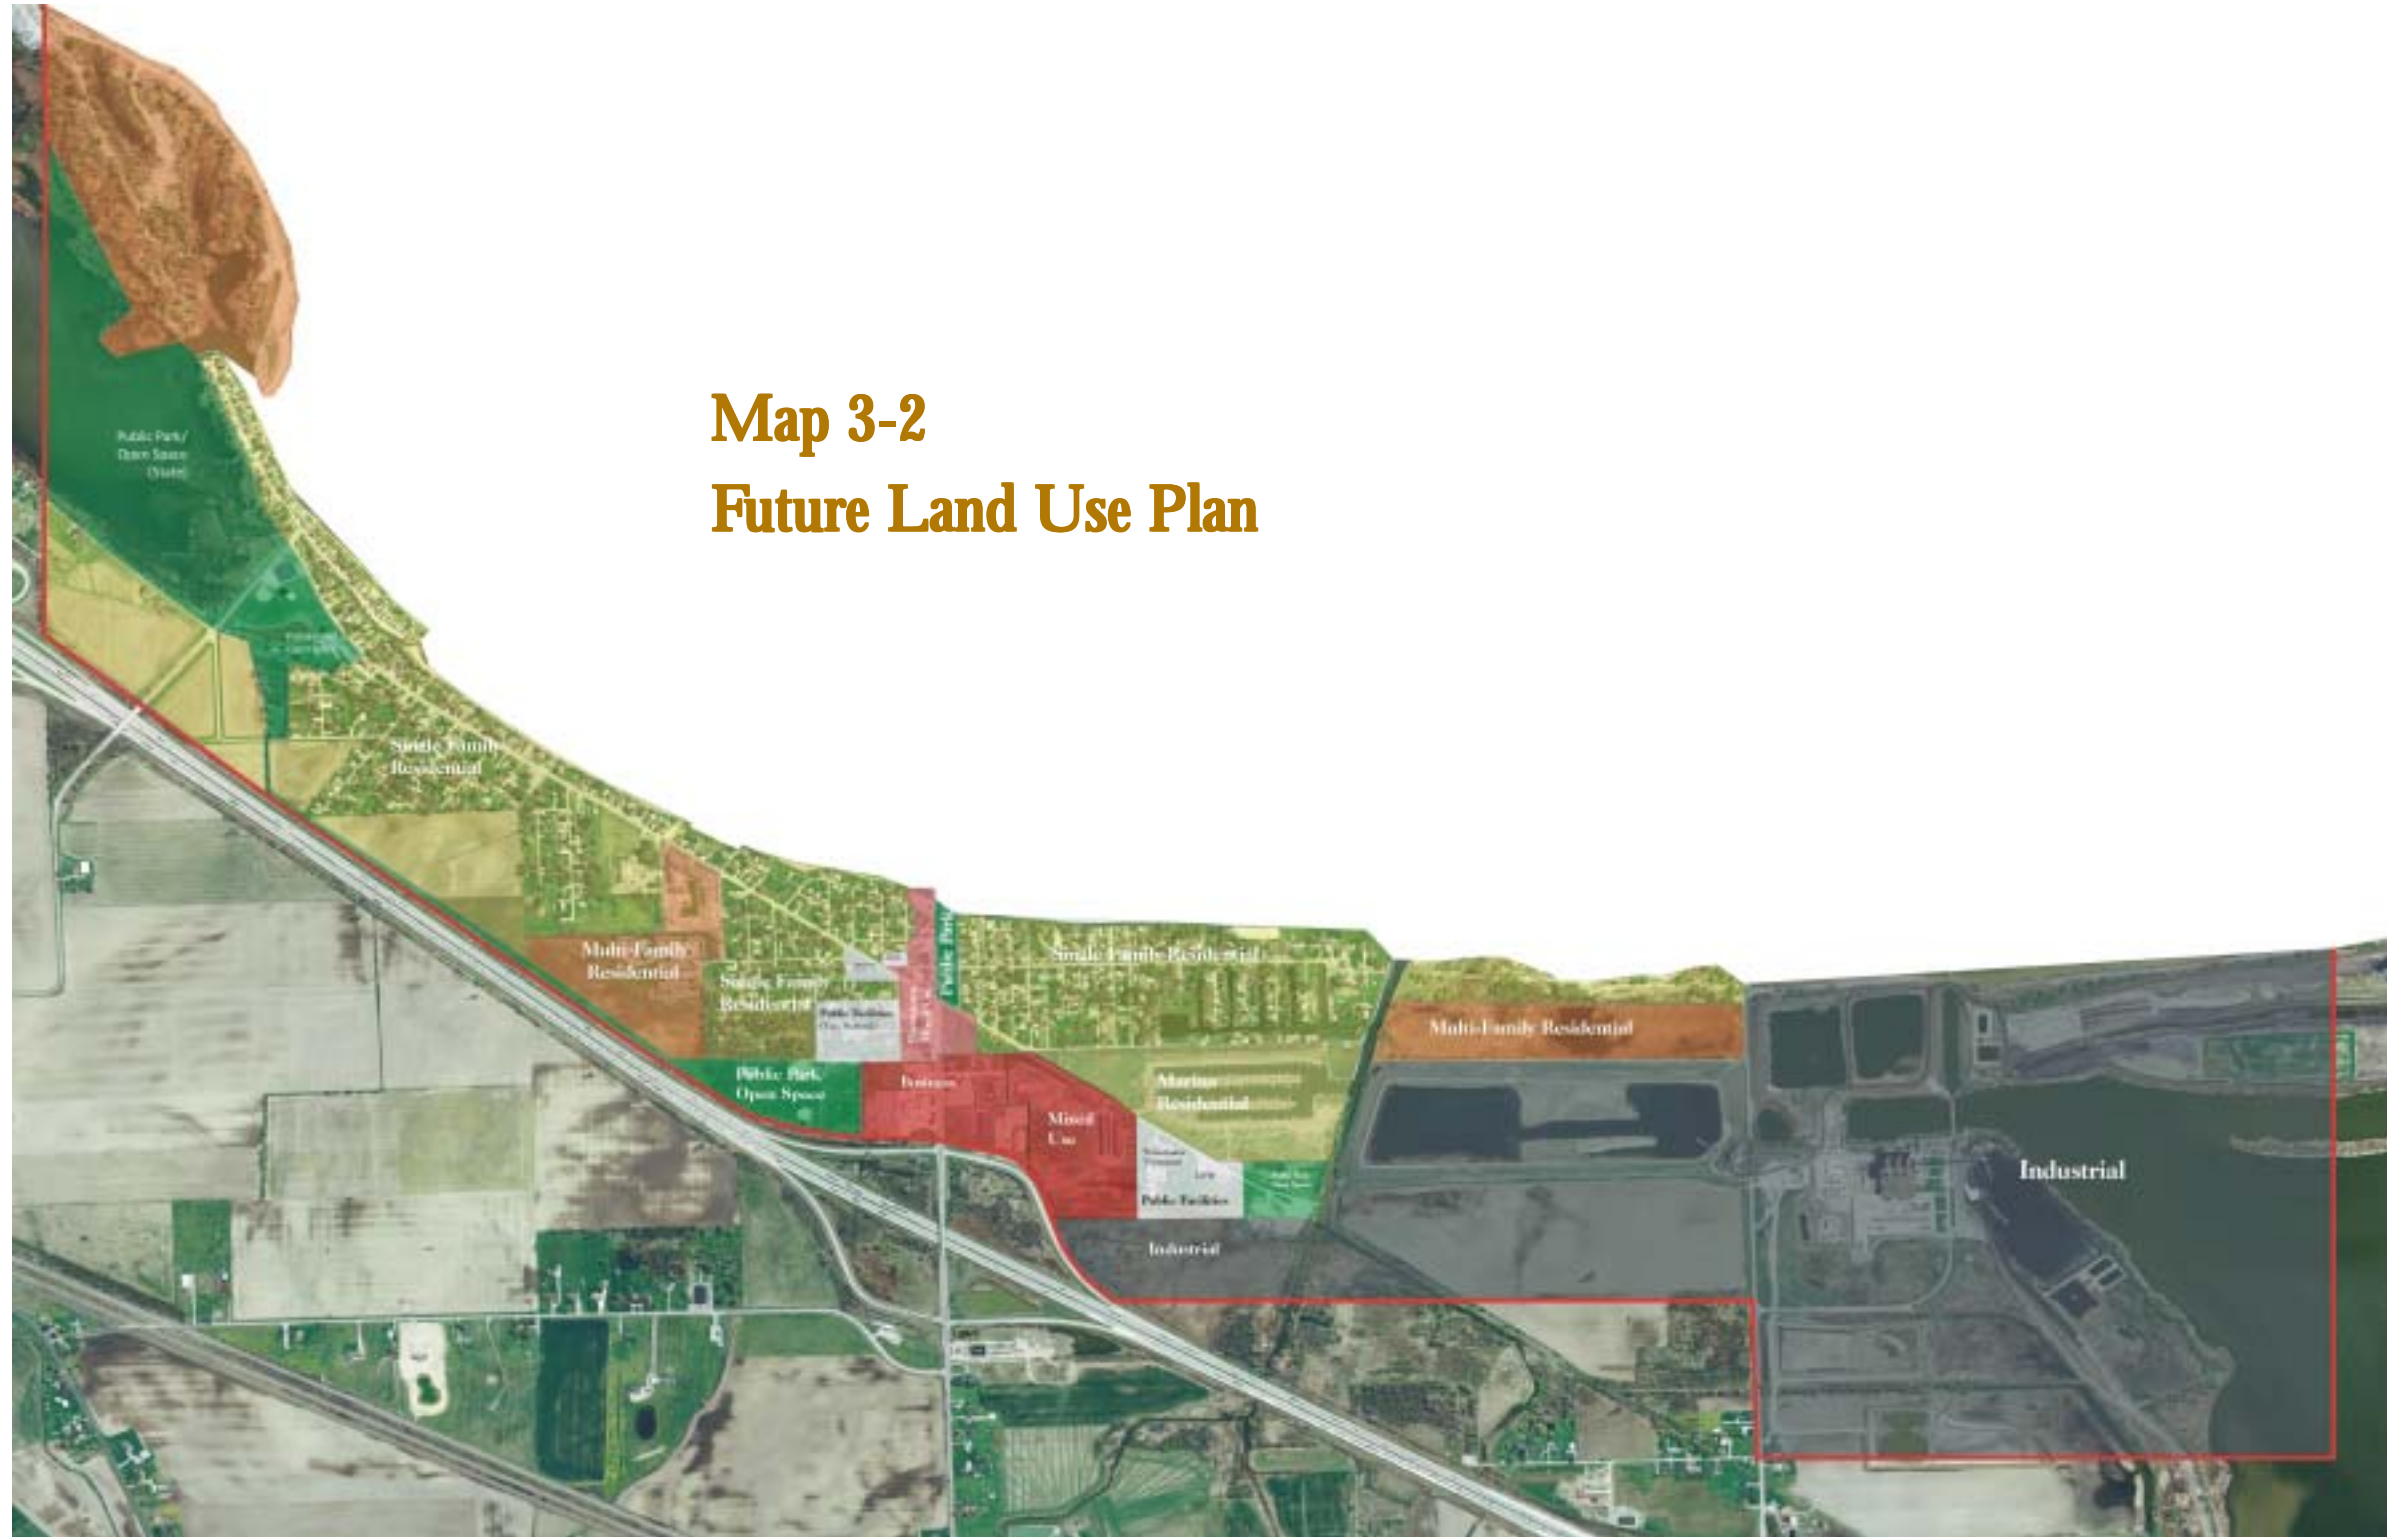 Map 3-2
Future Land Use Plan
Public Park/
Open Space
(State)
Single Family
Residential
Multi-Family
Residential
Single Family
Residential
Public Facilities
Public Park
Single Family Residential
Multi-Family Residential
Public Park
Open Space
Business
Mixed
Use
Marina
Residential
Public Facilities
Industrial
Industrial